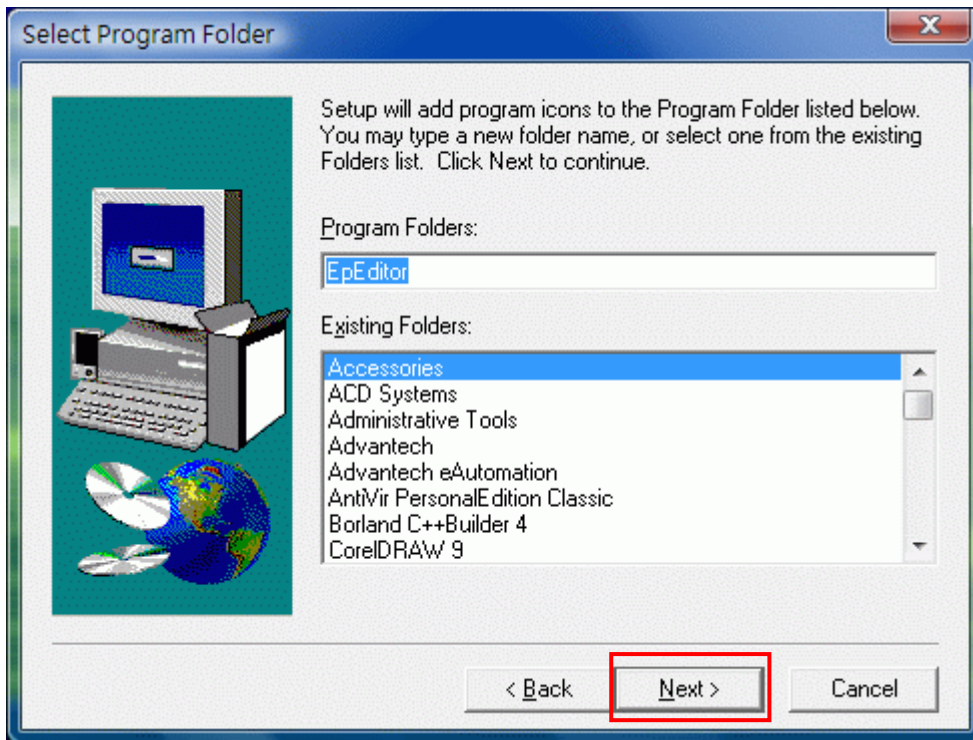 Select Program Folder
Setup will add program icons to the Program Folder listed below.
You may type a new folder name, or select one from the existing
Folders list.  Click Next to continue.
Program Folders:
EpEditor
Existing Folders:
Accessories
ACD Systems
Administrative Tools
Advantech
Advantech eAutomation
AntiVir PersonalEdition Classic
Borland C++Builder 4
CorelDRAW 9
< Back
Next >
Cancel